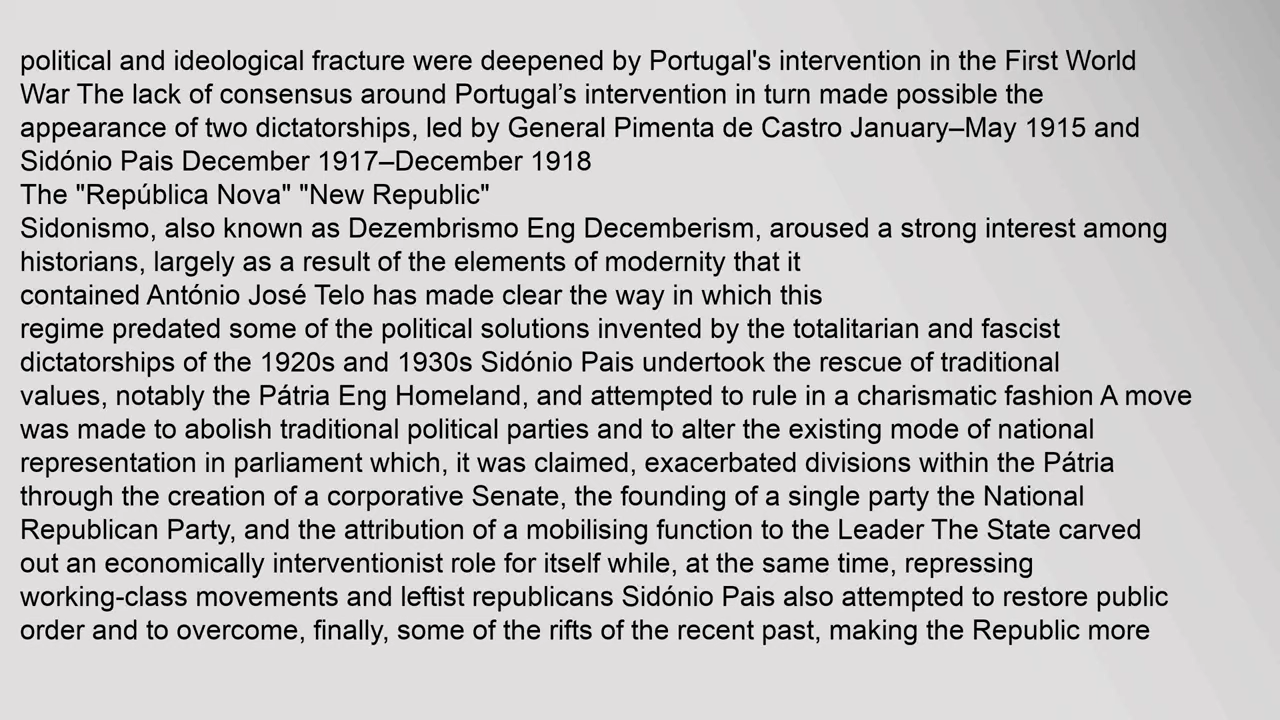 political and ideological fracture were deepened by Portugal's intervention in the First World
War The lack of consensus around Portugal’s intervention in turn made possible the
appearance of two dictatorships, led by General Pimenta de Castro January–May 1915 and
Sidónio Pais December 1917–December 1918
The "República Nova" "New Republic"
Sidonismo, also known as Dezembrismo Eng Decemberism, aroused a strong interest among
historians, largely as a result of the elements of modernity that it
contained António José Telo has made clear the way in which this
regime predated some of the political solutions invented by the totalitarian and fascist
dictatorships of the 1920s and 1930s Sidónio Pais undertook the rescue of traditional
values, notably the Pátria Eng Homeland, and attempted to rule in a charismatic fashion A move
was made to abolish traditional political parties and to alter the existing mode of national
representation in parliament which, it was claimed, exacerbated divisions within the Pátria
through the creation of a corporative Senate, the founding of a single party the National
Republican Party, and the attribution of a mobilising function to the Leader The State carved
out an economically interventionist role for itself while, at the same time, repressing
working-class movements and leftist republicans Sidónio Pais also attempted to restore public
order and to overcome, finally, some of the rifts of the recent past, making the Republic more